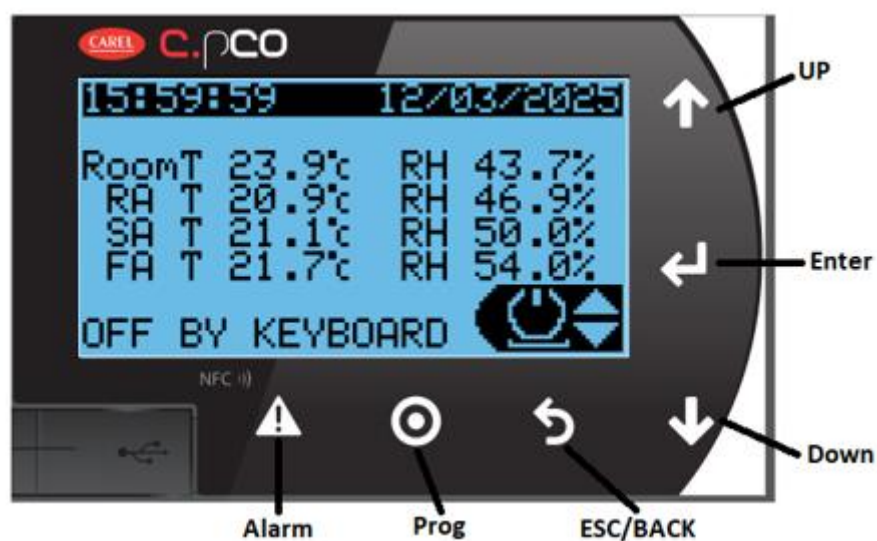 CAREL c.pCO
15:59:59 12/03/2025
RoomT 23.9°c RH 43.7%
RA T 20.9°c RH 46.9%
SA T 21.1°c RH 50.0%
FA T 21.7°c RH 54.0%
OFF BY KEYBOARD
NFC
UP
Enter
Down
Alarm
Prog
ESC/BACK